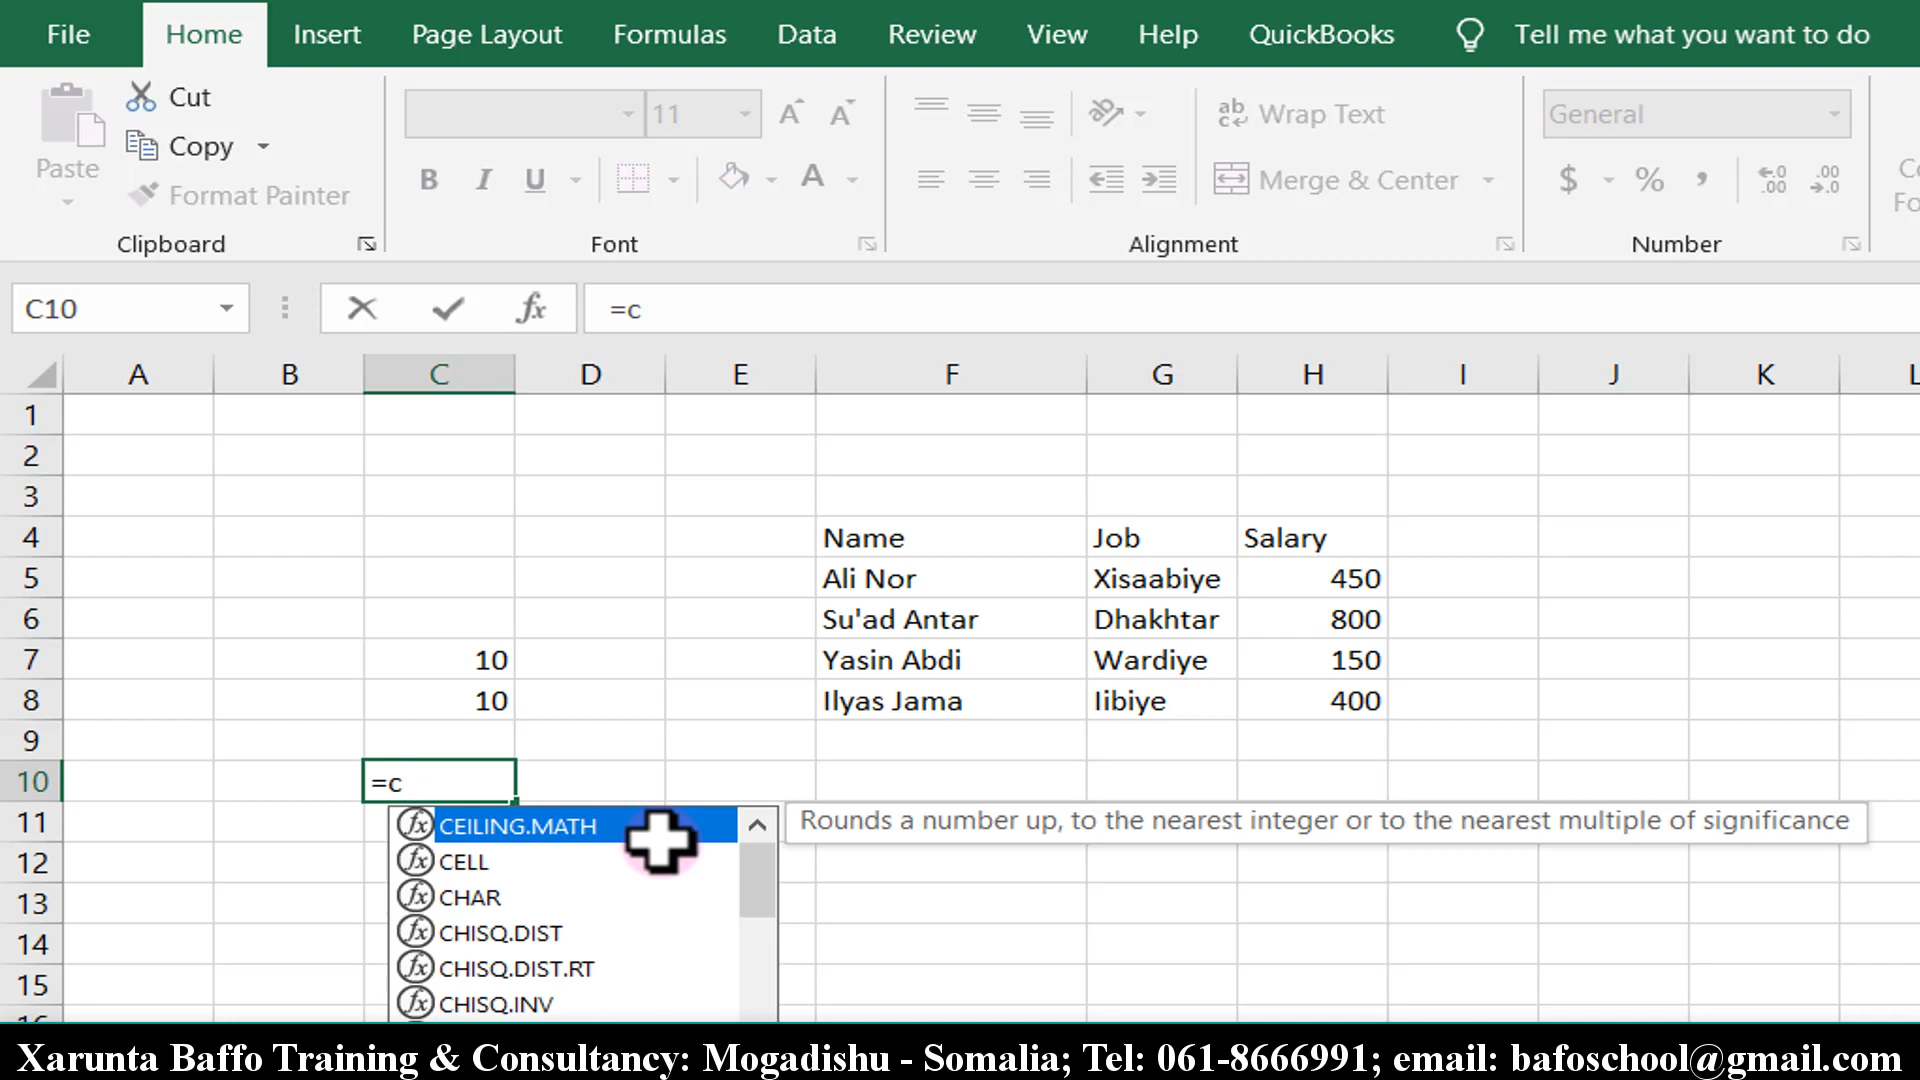 File Home Insert Page Layout Formulas Data Review View Help QuickBooks Tell me what you want to do
Paste
Cut
Copy
Format Painter
Clipboard
11
B I U A
Font
Wrap Text
Merge & Center
Alignment
General
$ % ,
Number
C10 fx =c
A B C D E F G H I J K L
1
2
3
4 Name Job Salary
5 Ali Nor Xisaabiye 450
6 Su'ad Antar Dhakhtar 800
7 10 Yasin Abdi Wardiye 150
8 10 Ilyas Jama Iibiye 400
9
10 =c
11 CEILING.MATH Rounds a number up, to the nearest integer or to the nearest multiple of significance
12 CELL
13 CHAR
14 CHISQ.DIST
CHISQ.DIST.RT
15 CHISQ.INV
Xarunta Baffo Training & Consultancy: Mogadishu - Somalia; Tel: 061-8666991; email: bafoschool@gmail.com